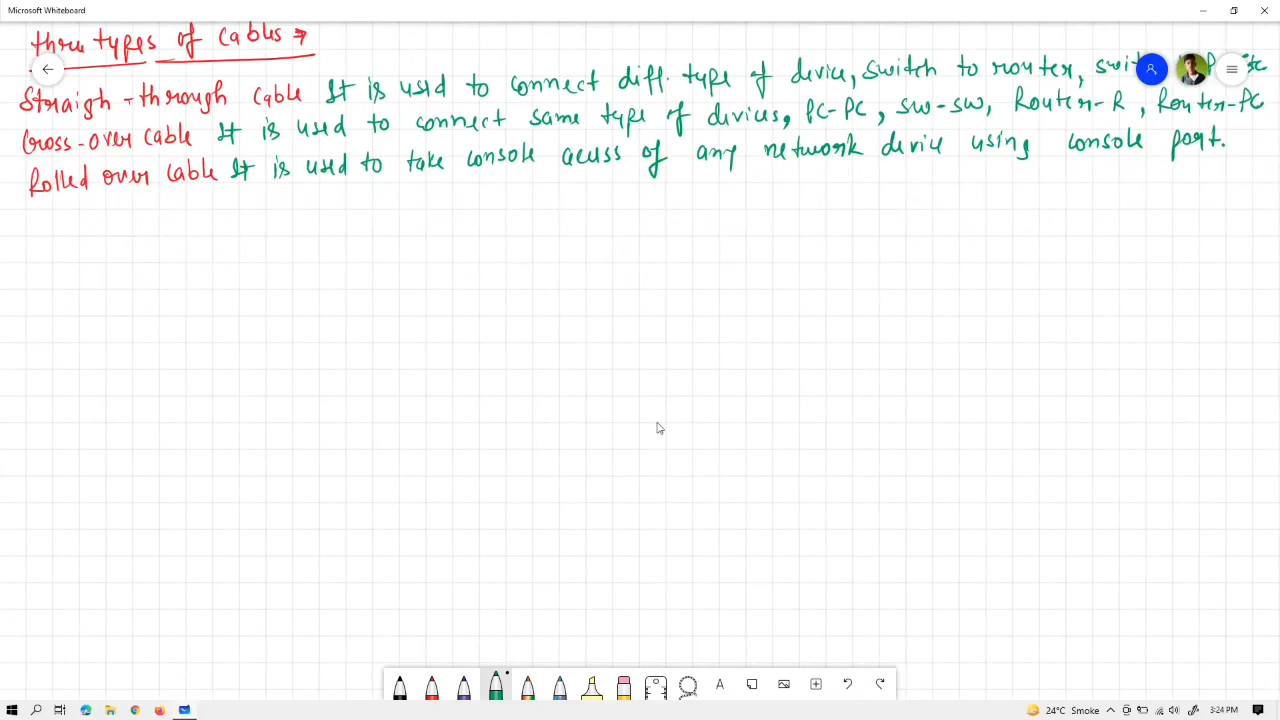 Microsoft Whiteboard
three types of Cables →
Straigh-through Cable It is used to connect diff. type of device, switch to router,
Cross-over Cable It is used to connect same type of devices, PC-PC, SW-SW, Router-R, Router-PC
Rolled over Cable It is used to take console acuss of any network device using console port.
A
24°C Smoke
3:24 PM